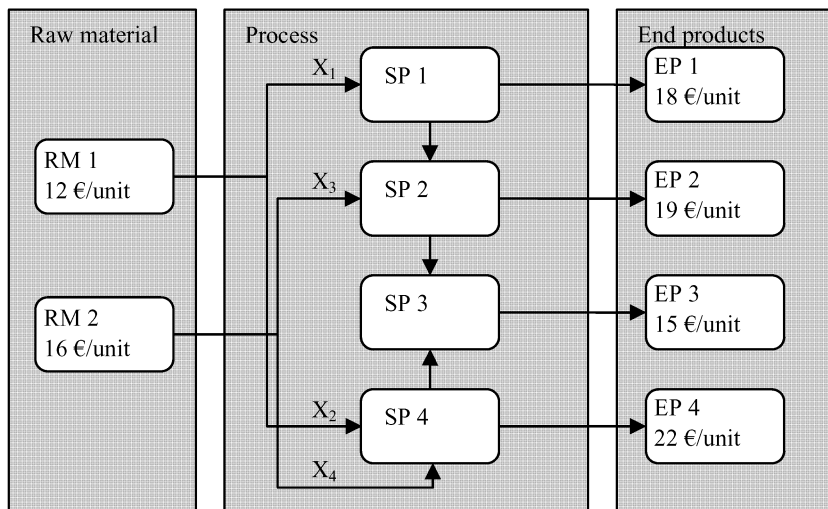 Raw material
RM 1
12 €/unit
RM 2
16 €/unit
Process
X1
SP 1
X3
SP 2
SP 3
X2
SP 4
X4
End products
EP 1
18 €/unit
EP 2
19 €/unit
EP 3
15 €/unit
EP 4
22 €/unit